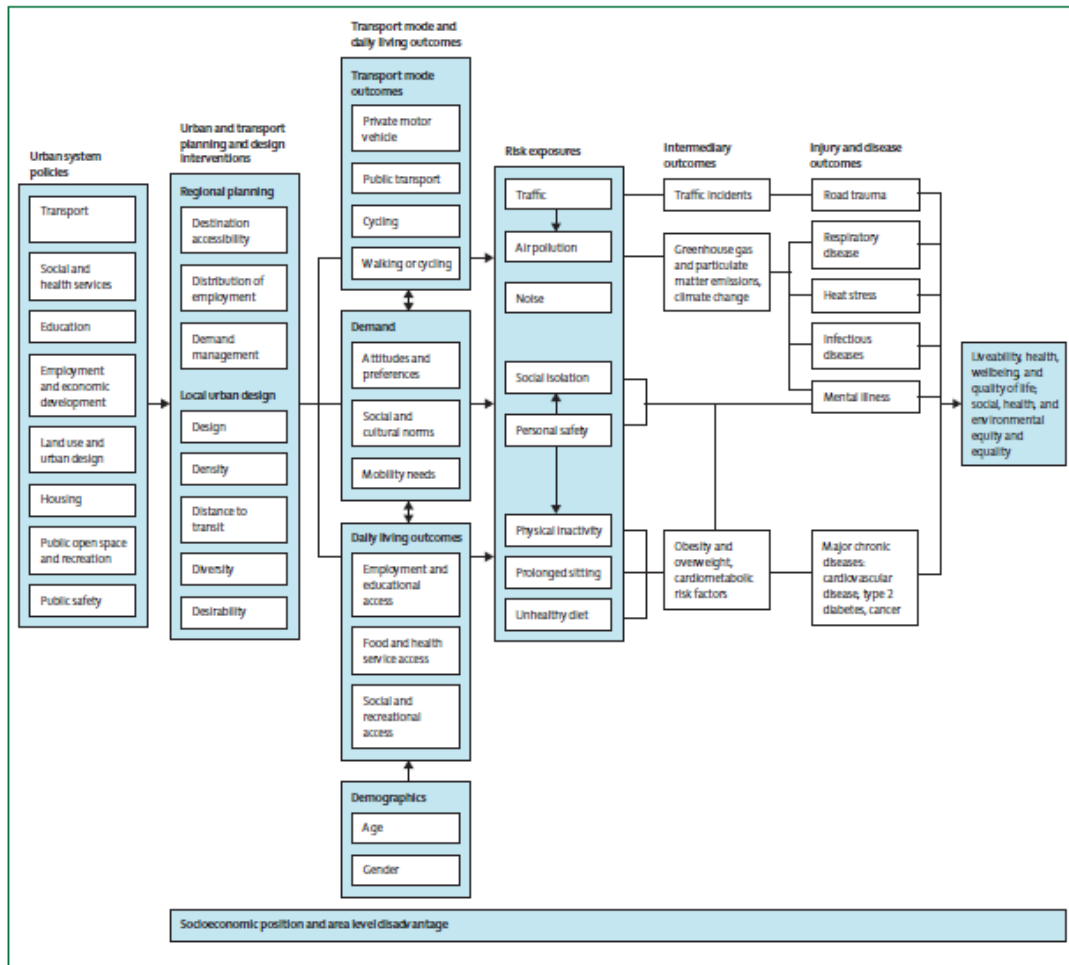 Urban system
policies
Transport
Social and
health services
Education
Employment
and economic
development
Land use and
urban design
Housing
Public open space
and recreation
Public safety
Urban and transport
planning and design
interventions
Regional planning
Destination
accessibility
Distribution of
employment
Demand
management
Local urban design
Design
Density
Distance to
transit
Diversity
Desirability
Transport mode and
daily living outcomes
Transport mode
outcomes
Private motor
vehicle
Public transport
Cycling
Walking or cycling
Demand
Attitudes and
preferences
Social and
cultural norms
Mobility needs
Daily living outcomes
Employment and
educational
access
Food and health
service access
Social and
recreational
access
Demographics
Age
Gender
Risk exposures
Traffic
Air pollution
Noise
Social isolation
Personal safety
Physical inactivity
Prolonged sitting
Unhealthy diet
Intermediary
outcomes
Traffic incidents
Greenhouse gas
and particulate
matter emissions,
climate change
Obesity and
overweight,
cardiometabolic
risk factors
Injury and disease
outcomes
Road trauma
Respiratory
disease
Heat stress
Infectious
diseases
Mental illness
Major chronic
diseases:
cardiovascular
disease, type 2
diabetes, cancer
Liveability, health,
wellbeing, and
quality of life;
social, health, and
environmental
equity and
equality
Socioeconomic position and area level disadvantage